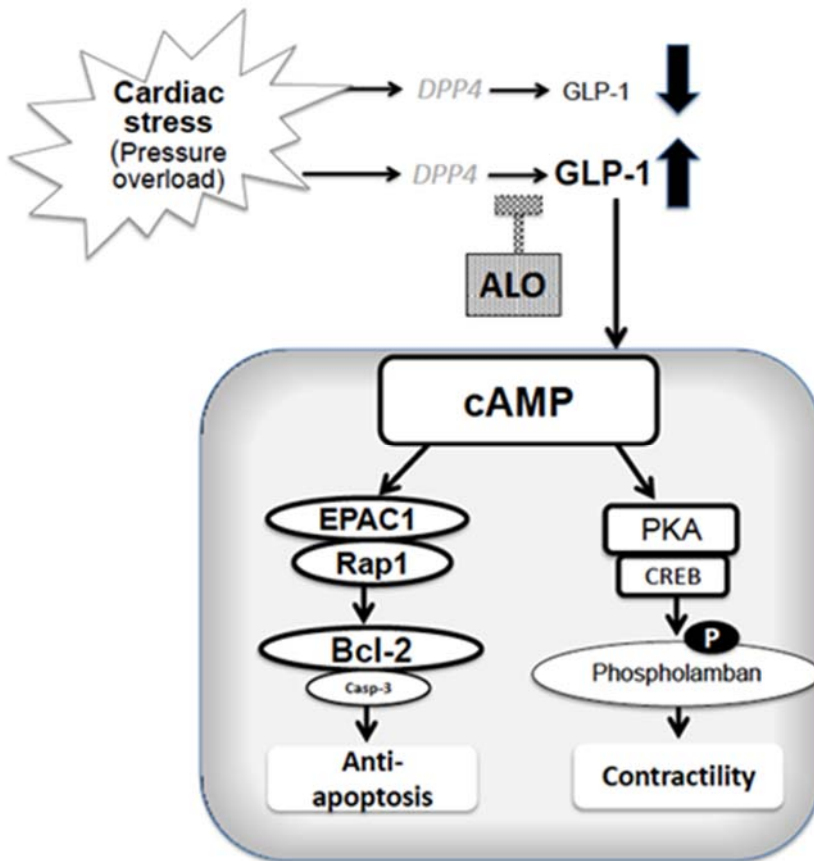 Cardiac
stress
(Pressure
overload)
DPP4
GLP-1
DPP4
GLP-1
ALO
cAMP
EPAC1
Rap1
Bcl-2
Casp-3
Anti-
apoptosis
PKA
CREB
P
Phospholamban
Contractility